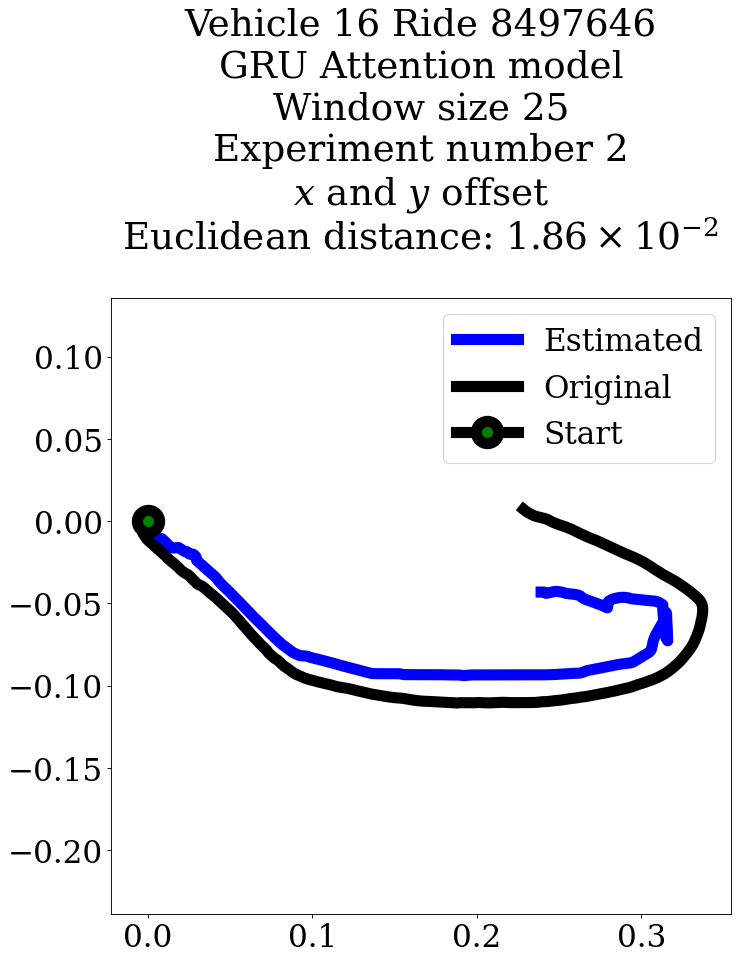 Vehicle 16 Ride 8497646
GRU Attention model
Window size 25
Experiment number 2
x and y offset
Euclidean distance: 1.86 × 10⁻²
Estimated
Original
Start
0.10
0.05
0.00
−0.05
−0.10
−0.15
−0.20
0.0 0.1 0.2 0.3